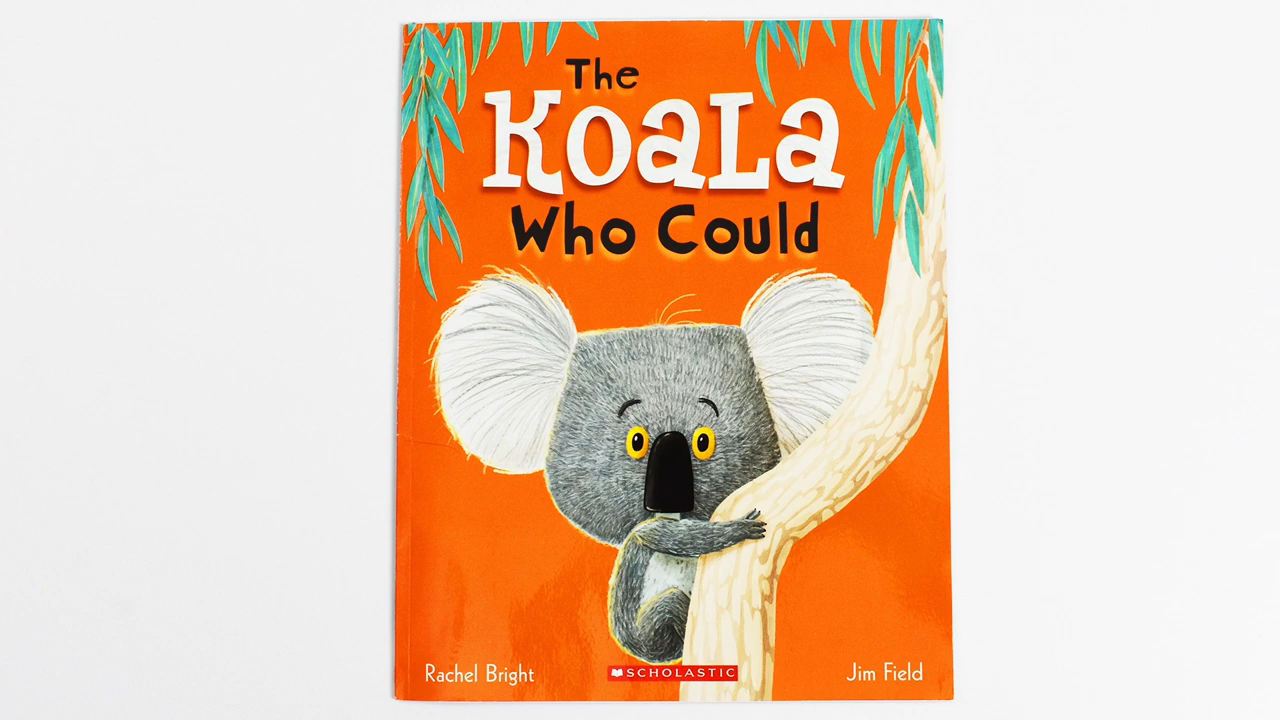 The
Koala
Who Could
Rachel Bright
SCHOLASTIC
Jim Field